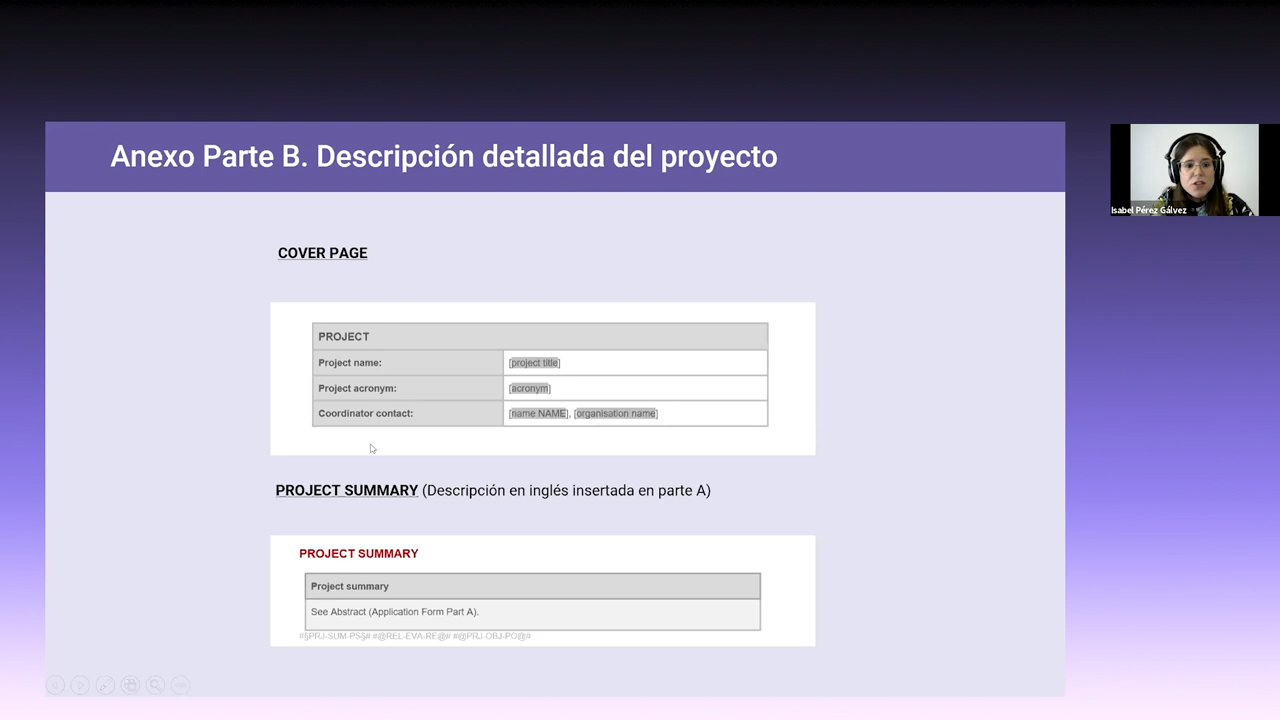 Anexo Parte B. Descripción detallada del proyecto
Isabel Pérez Gálvez
COVER PAGE
PROJECT
Project name: [project title]
Project acronym: [acronym]
Coordinator contact: [name NAME], [organisation name]
PROJECT SUMMARY (Descripción en inglés insertada en parte A)
PROJECT SUMMARY
Project summary
See Abstract (Application Form Part A).
#§PRJ-SUM-PS§# #@REL-EVA-RE@# #@PRJ-OBJ-PO@#